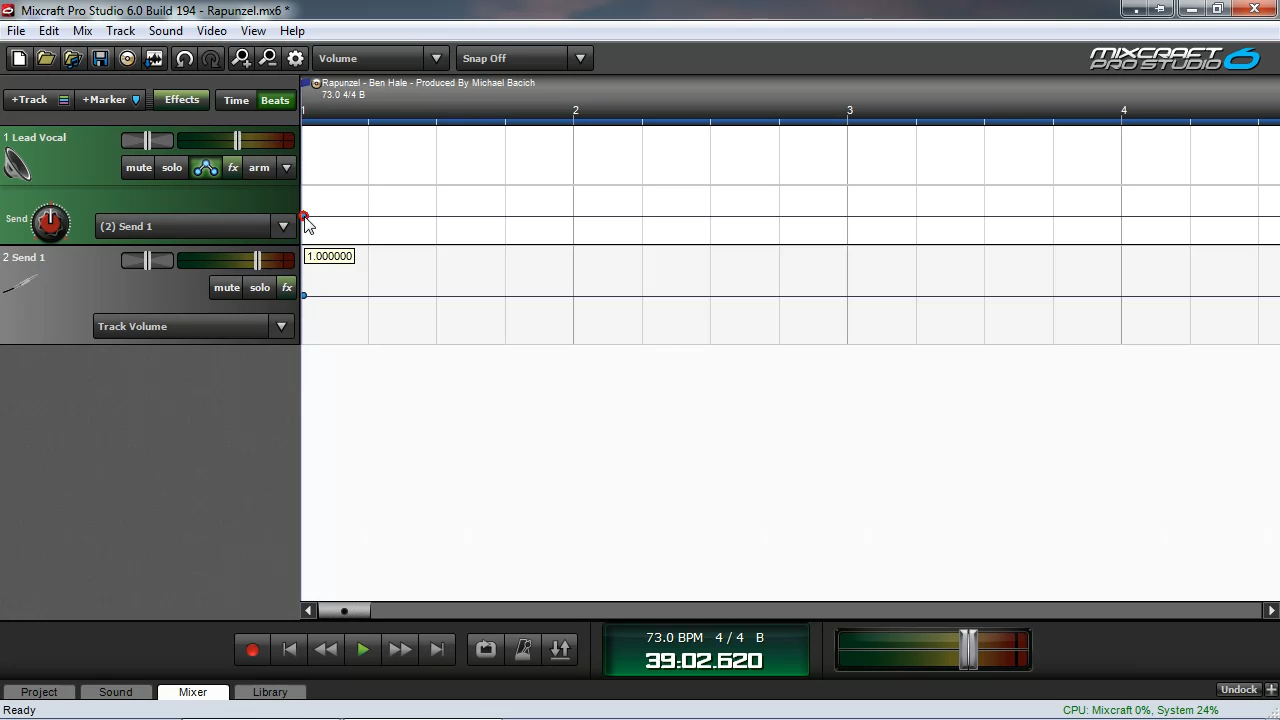 Mixcraft Pro Studio 6.0 Build 194 - Rapunzel.mx6 *
File Edit Mix Track Sound Video View Help
Volume Snap Off MIXCRAFT PRO STUDIO 6
Rapunzel - Ben Hale - Produced By Michael Bacich
73.0 4/4 B
+Track +Marker Effects Time Beats
1 2 3 4
1 Lead Vocal
mute solo fx arm
Send (2) Send 1
1.000000
2 Send 1
mute solo fx
Track Volume
73.0 BPM 4 / 4 B
39:02.620
Project Sound Mixer Library Undock +
Ready CPU: Mixcraft 0%, System 24%